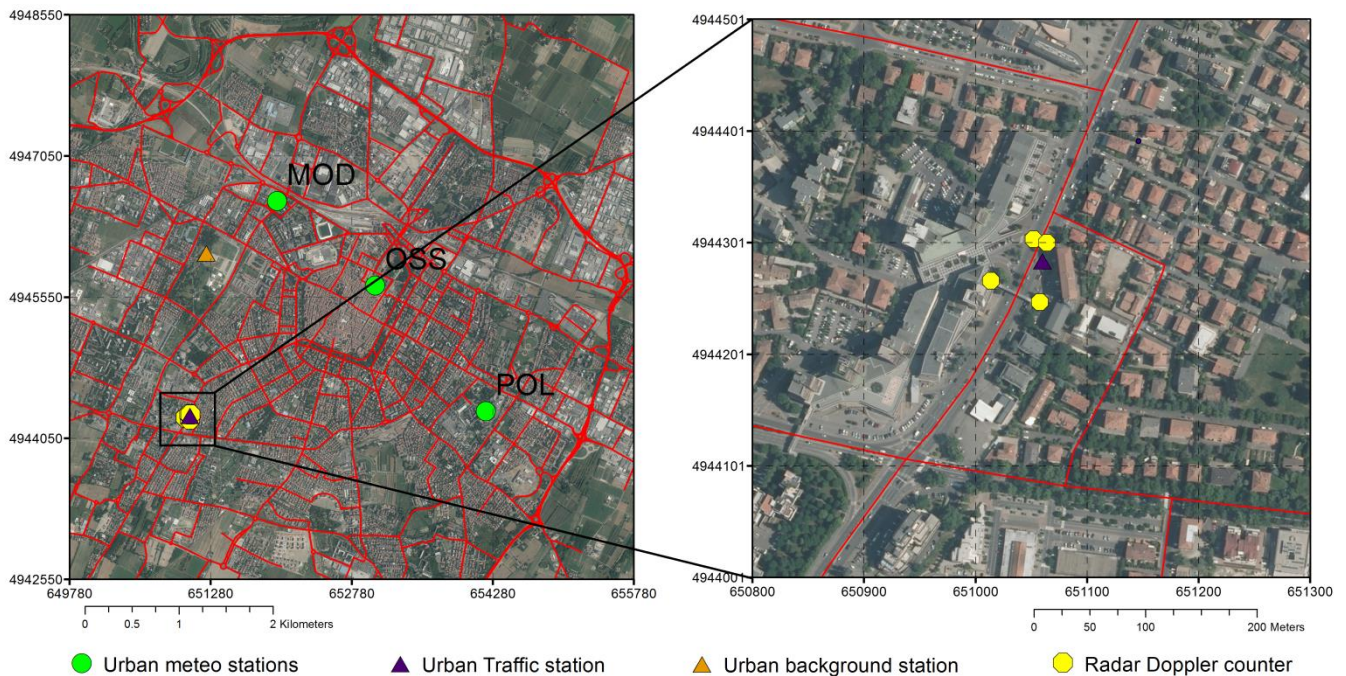 4948550
4947050
4945550
4944050
4942550
649780 651280 652780 654280 655780
MOD
OSS
POL
0 0.5 1 2 Kilometers
4944501
4944401
4944301
4944201
4944101
4944001
650800 650900 651000 651100 651200 651300
0 50 100 200 Meters
Urban meteo stations Urban Traffic station Urban background station Radar Doppler counter